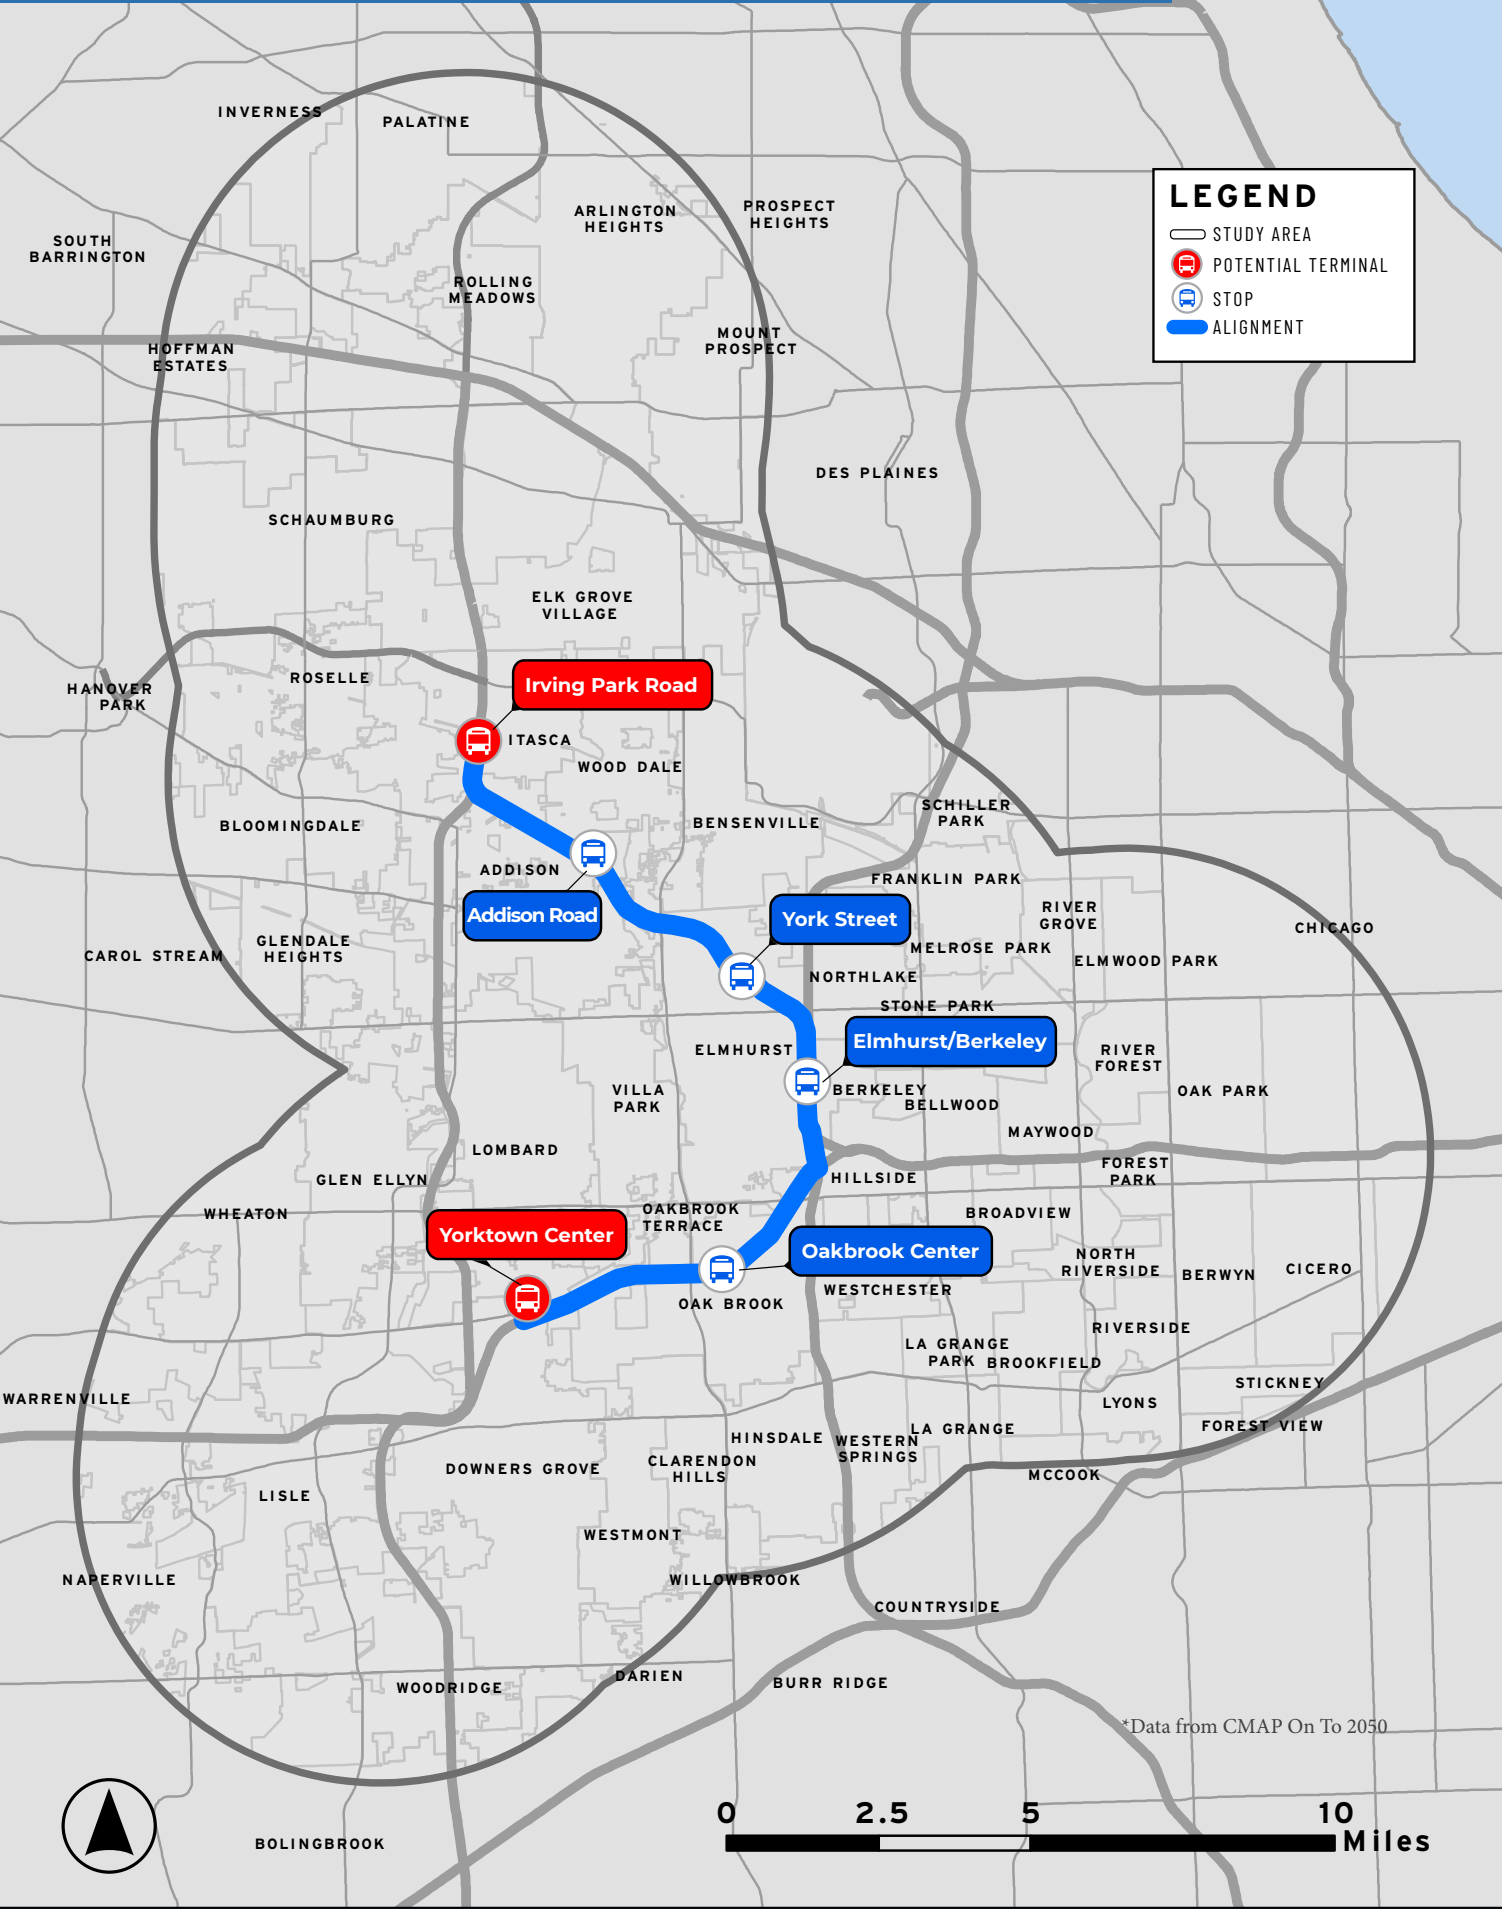 INVERNESS
PALATINE
ARLINGTON
HEIGHTS
PROSPECT
HEIGHTS
LEGEND
STUDY AREA
POTENTIAL TERMINAL
STOP
ALIGNMENT
SOUTH
BARRINGTON
ROLLING
MEADOWS
MOUNT
PROSPECT
HOFFMAN
ESTATES
DES PLAINES
SCHAUMBURG
ELK GROVE
VILLAGE
ROSELLE
HANOVER
PARK
Irving Park Road
ITASCA
WOOD DALE
SCHILLER
PARK
BLOOMINGDALE
BENSENVILLE
ADDISON
FRANKLIN PARK
Addison Road
York Street
RIVER
GROVE
CHICAGO
GLENDALE
HEIGHTS
CAROL STREAM
MELROSE PARK
ELMWOOD PARK
NORTHLAKE
STONE PARK
ELMHURST
Elmhurst/Berkeley
RIVER
FOREST
VILLA
PARK
BERKELEY
BELLWOOD
OAK PARK
MAYWOOD
LOMBARD
GLEN ELLYN
HILLSIDE
FOREST
PARK
WHEATON
OAKBROOK
TERRACE
BROADVIEW
Yorktown Center
Oakbrook Center
NORTH
RIVERSIDE
BERWYN
CICERO
WESTCHESTER
OAK BROOK
RIVERSIDE
LA GRANGE
PARK
BROOKFIELD
STICKNEY
WARRENVILLE
LYONS
FOREST VIEW
LA GRANGE
HINSDALE
WESTERN
SPRINGS
CLARENDON
HILLS
DOWNERS GROVE
MCCOOK
LISLE
WESTMONT
NAPERVILLE
WILLOWBROOK
COUNTRYSIDE
DARIEN
WOODRIDGE
BURR RIDGE
*Data from CMAP On To 2050
0 2.5 5 10
Miles
BOLINGBROOK